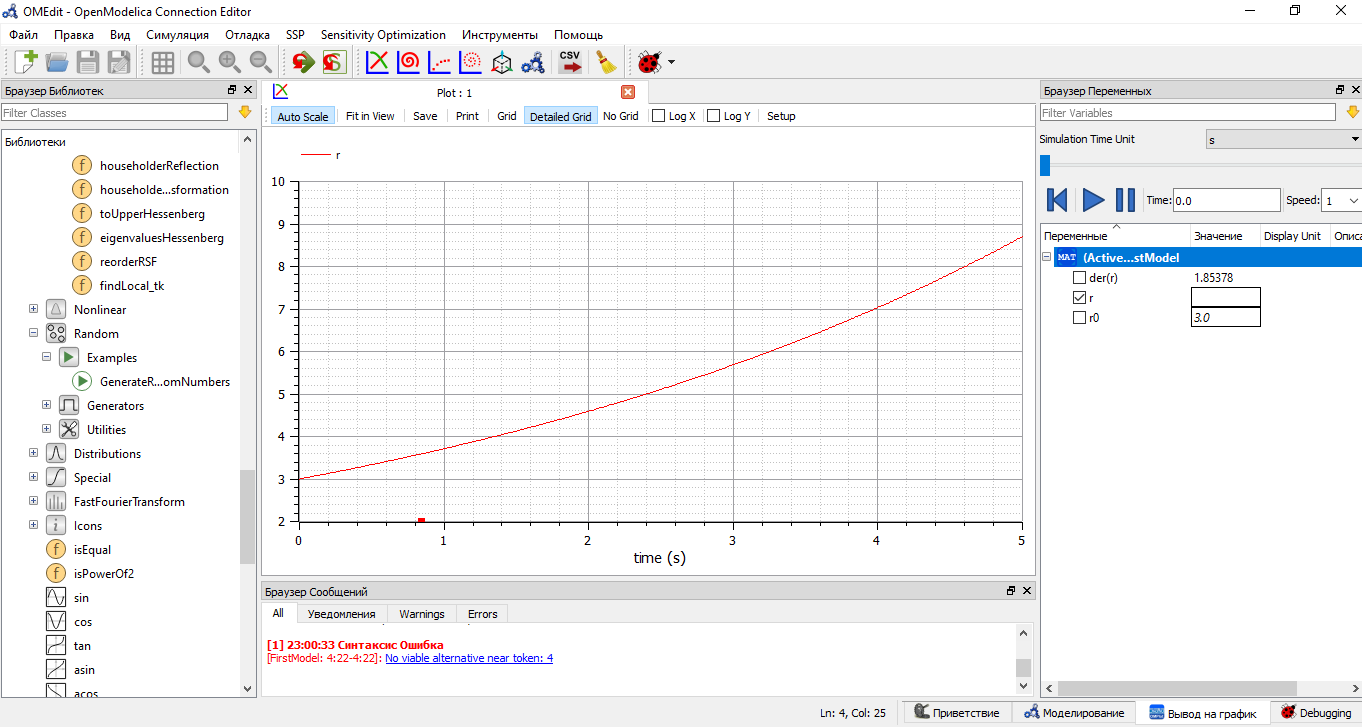 OMEdit - OpenModelica Connection Editor
Файл Правка Вид Симуляция Отладка SSP Sensitivity Optimization Инструменты Помощь
CSV
Браузер Библиотек
Filter Classes
Библиотеки
householderReflection
householde...sformation
toUpperHessenberg
eigenvaluesHessenberg
reorderRSF
findLocal_tk
Nonlinear
Random
Examples
GenerateR...omNumbers
Generators
Utilities
Distributions
Special
FastFourierTransform
Icons
isEqual
isPowerOf2
sin
cos
tan
asin
acos
Plot : 1
Auto Scale Fit in View Save Print Grid Detailed Grid No Grid Log X Log Y Setup
r
10
9
8
7
6
5
4
3
2
0 1 2 3 4 5
time (s)
Браузер Сообщений
All Уведомления Warnings Errors
[1] 23:00:33 Синтаксис Ошибка
[FirstModel: 4:22-4:22]: No viable alternative near token: 4
Браузер Переменных
Filter Variables
Simulation Time Unit s
Time: 0.0 Speed: 1
Переменные Значение Display Unit Описа
MAT (Active...stModel
der(r) 1.85378
r
r0 3.0
Ln: 4, Col: 25 Приветствие Моделирование Вывод на график Debugging